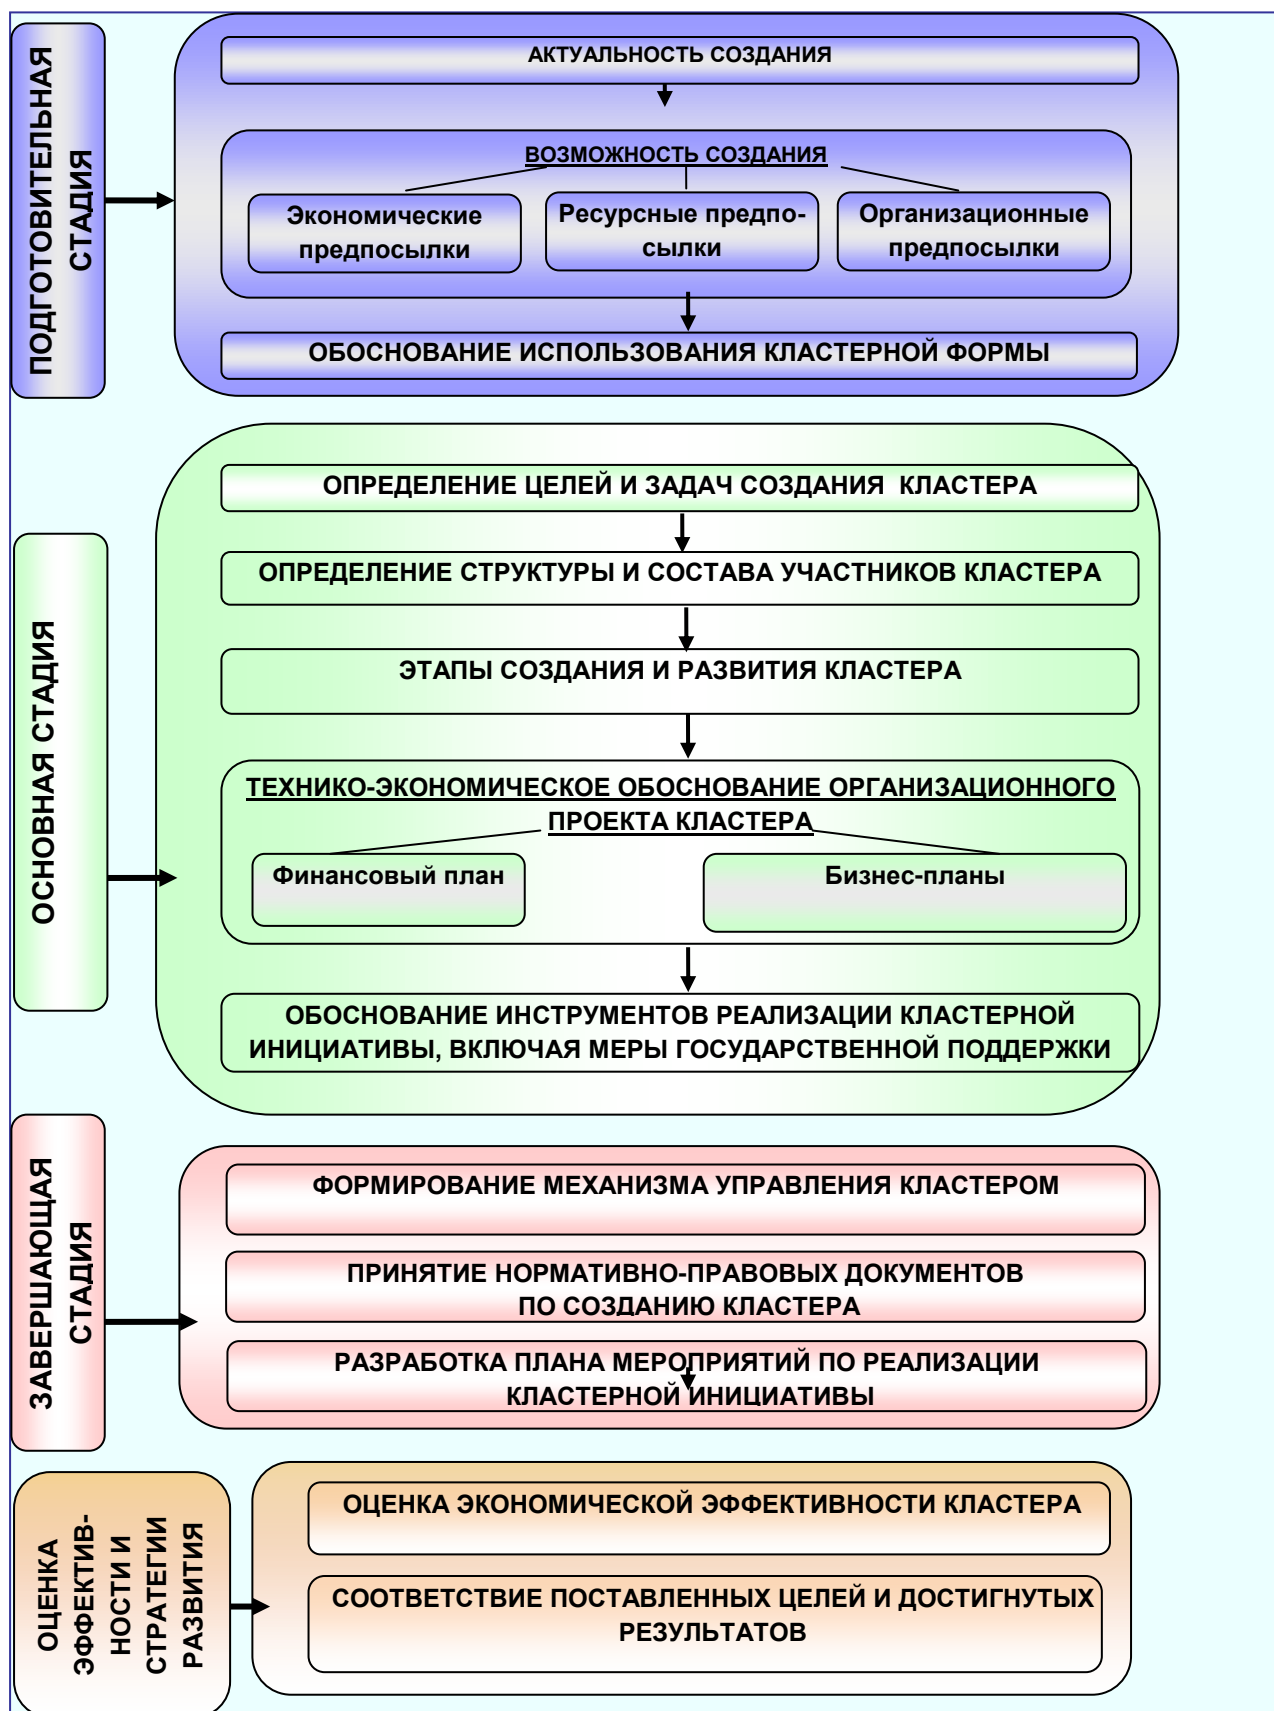 ПОДГОТОВИТЕЛЬНАЯ
СТАДИЯ
АКТУАЛЬНОСТЬ СОЗДАНИЯ
ВОЗМОЖНОСТЬ СОЗДАНИЯ
Экономические
предпосылки
Ресурсные предпо-
сылки
Организационные
предпосылки
ОБОСНОВАНИЕ ИСПОЛЬЗОВАНИЯ КЛАСТЕРНОЙ ФОРМЫ
ОСНОВНАЯ СТАДИЯ
ОПРЕДЕЛЕНИЕ ЦЕЛЕЙ И ЗАДАЧ СОЗДАНИЯ КЛАСТЕРА
ОПРЕДЕЛЕНИЕ СТРУКТУРЫ И СОСТАВА УЧАСТНИКОВ КЛАСТЕРА
ЭТАПЫ СОЗДАНИЯ И РАЗВИТИЯ КЛАСТЕРА
ТЕХНИКО-ЭКОНОМИЧЕСКОЕ ОБОСНОВАНИЕ ОРГАНИЗАЦИОННОГО
ПРОЕКТА КЛАСТЕРА
Финансовый план
Бизнес-планы
ОБОСНОВАНИЕ ИНСТРУМЕНТОВ РЕАЛИЗАЦИИ КЛАСТЕРНОЙ
ИНИЦИАТИВЫ, ВКЛЮЧАЯ МЕРЫ ГОСУДАРСТВЕННОЙ ПОДДЕРЖКИ
ЗАВЕРШАЮЩАЯ
СТАДИЯ
ФОРМИРОВАНИЕ МЕХАНИЗМА УПРАВЛЕНИЯ КЛАСТЕРОМ
ПРИНЯТИЕ НОРМАТИВНО-ПРАВОВЫХ ДОКУМЕНТОВ
ПО СОЗДАНИЮ КЛАСТЕРА
РАЗРАБОТКА ПЛАНА МЕРОПРИЯТИЙ ПО РЕАЛИЗАЦИИ
КЛАСТЕРНОЙ ИНИЦИАТИВЫ
ОЦЕНКА
ЭФФЕКТИВ-
НОСТИ И
СТРАТЕГИИ
РАЗВИТИЯ
ОЦЕНКА ЭКОНОМИЧЕСКОЙ ЭФФЕКТИВНОСТИ КЛАСТЕРА
СООТВЕТСТВИЕ ПОСТАВЛЕННЫХ ЦЕЛЕЙ И ДОСТИГНУТЫХ
РЕЗУЛЬТАТОВ